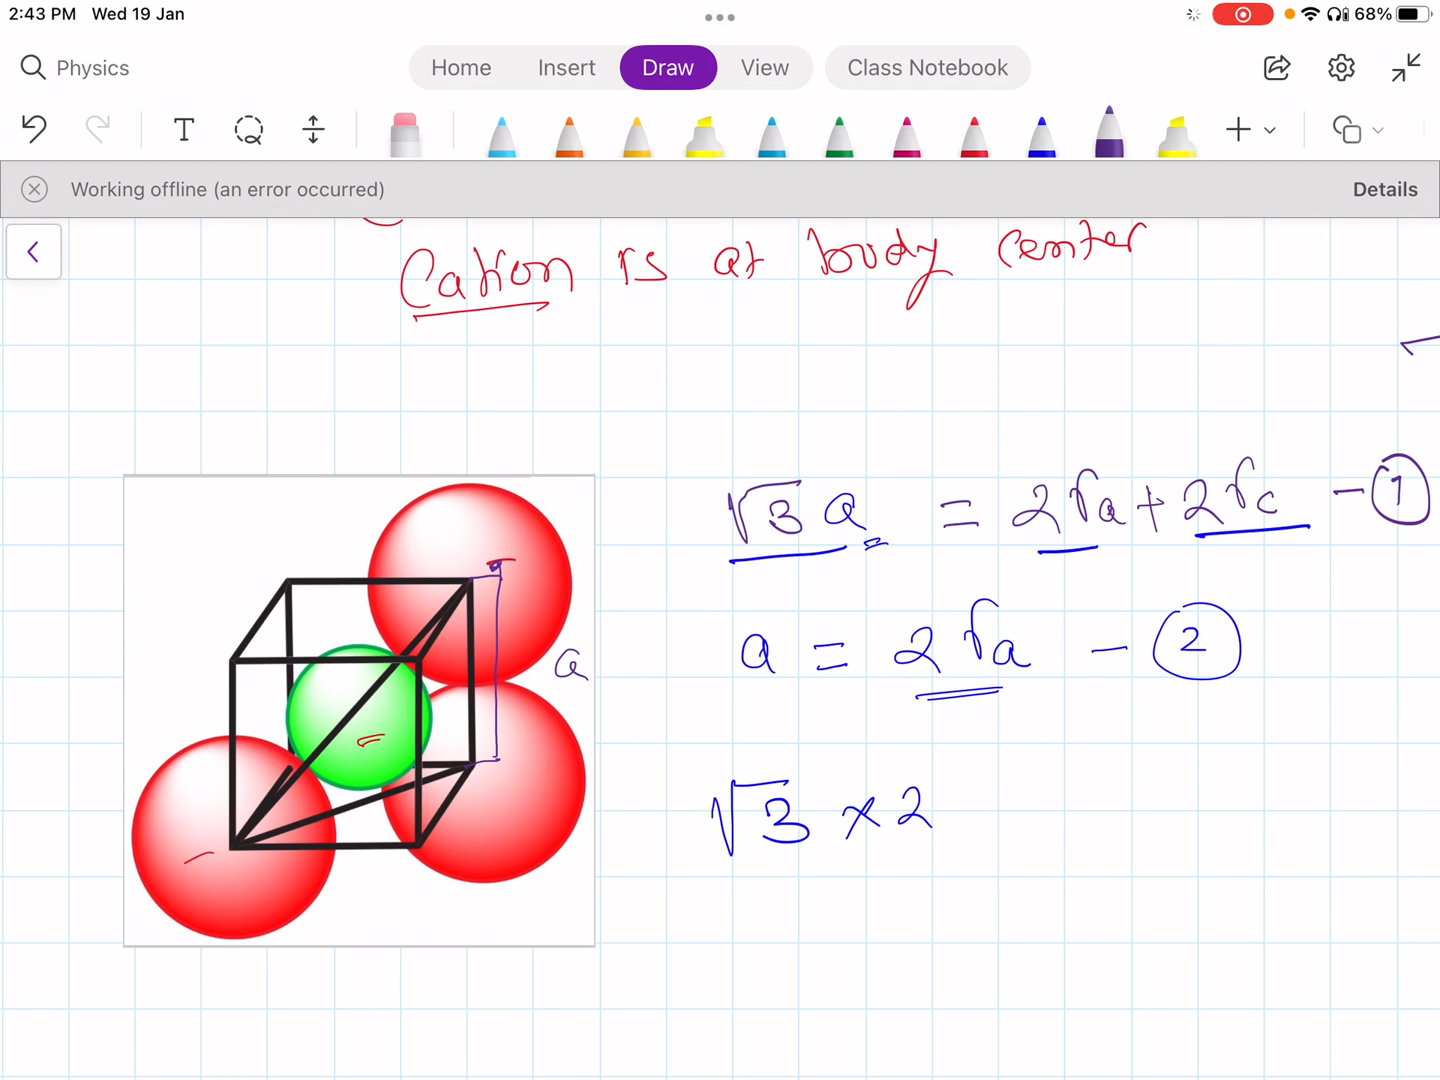 2:43 PM Wed 19 Jan
68%
Physics
Home Insert Draw View Class Notebook
T
Working offline (an error occurred)
Details
Cation is at body center
√3 a = 2ra + 2rc - ①
a = 2ra - ②
a
√3 × 2